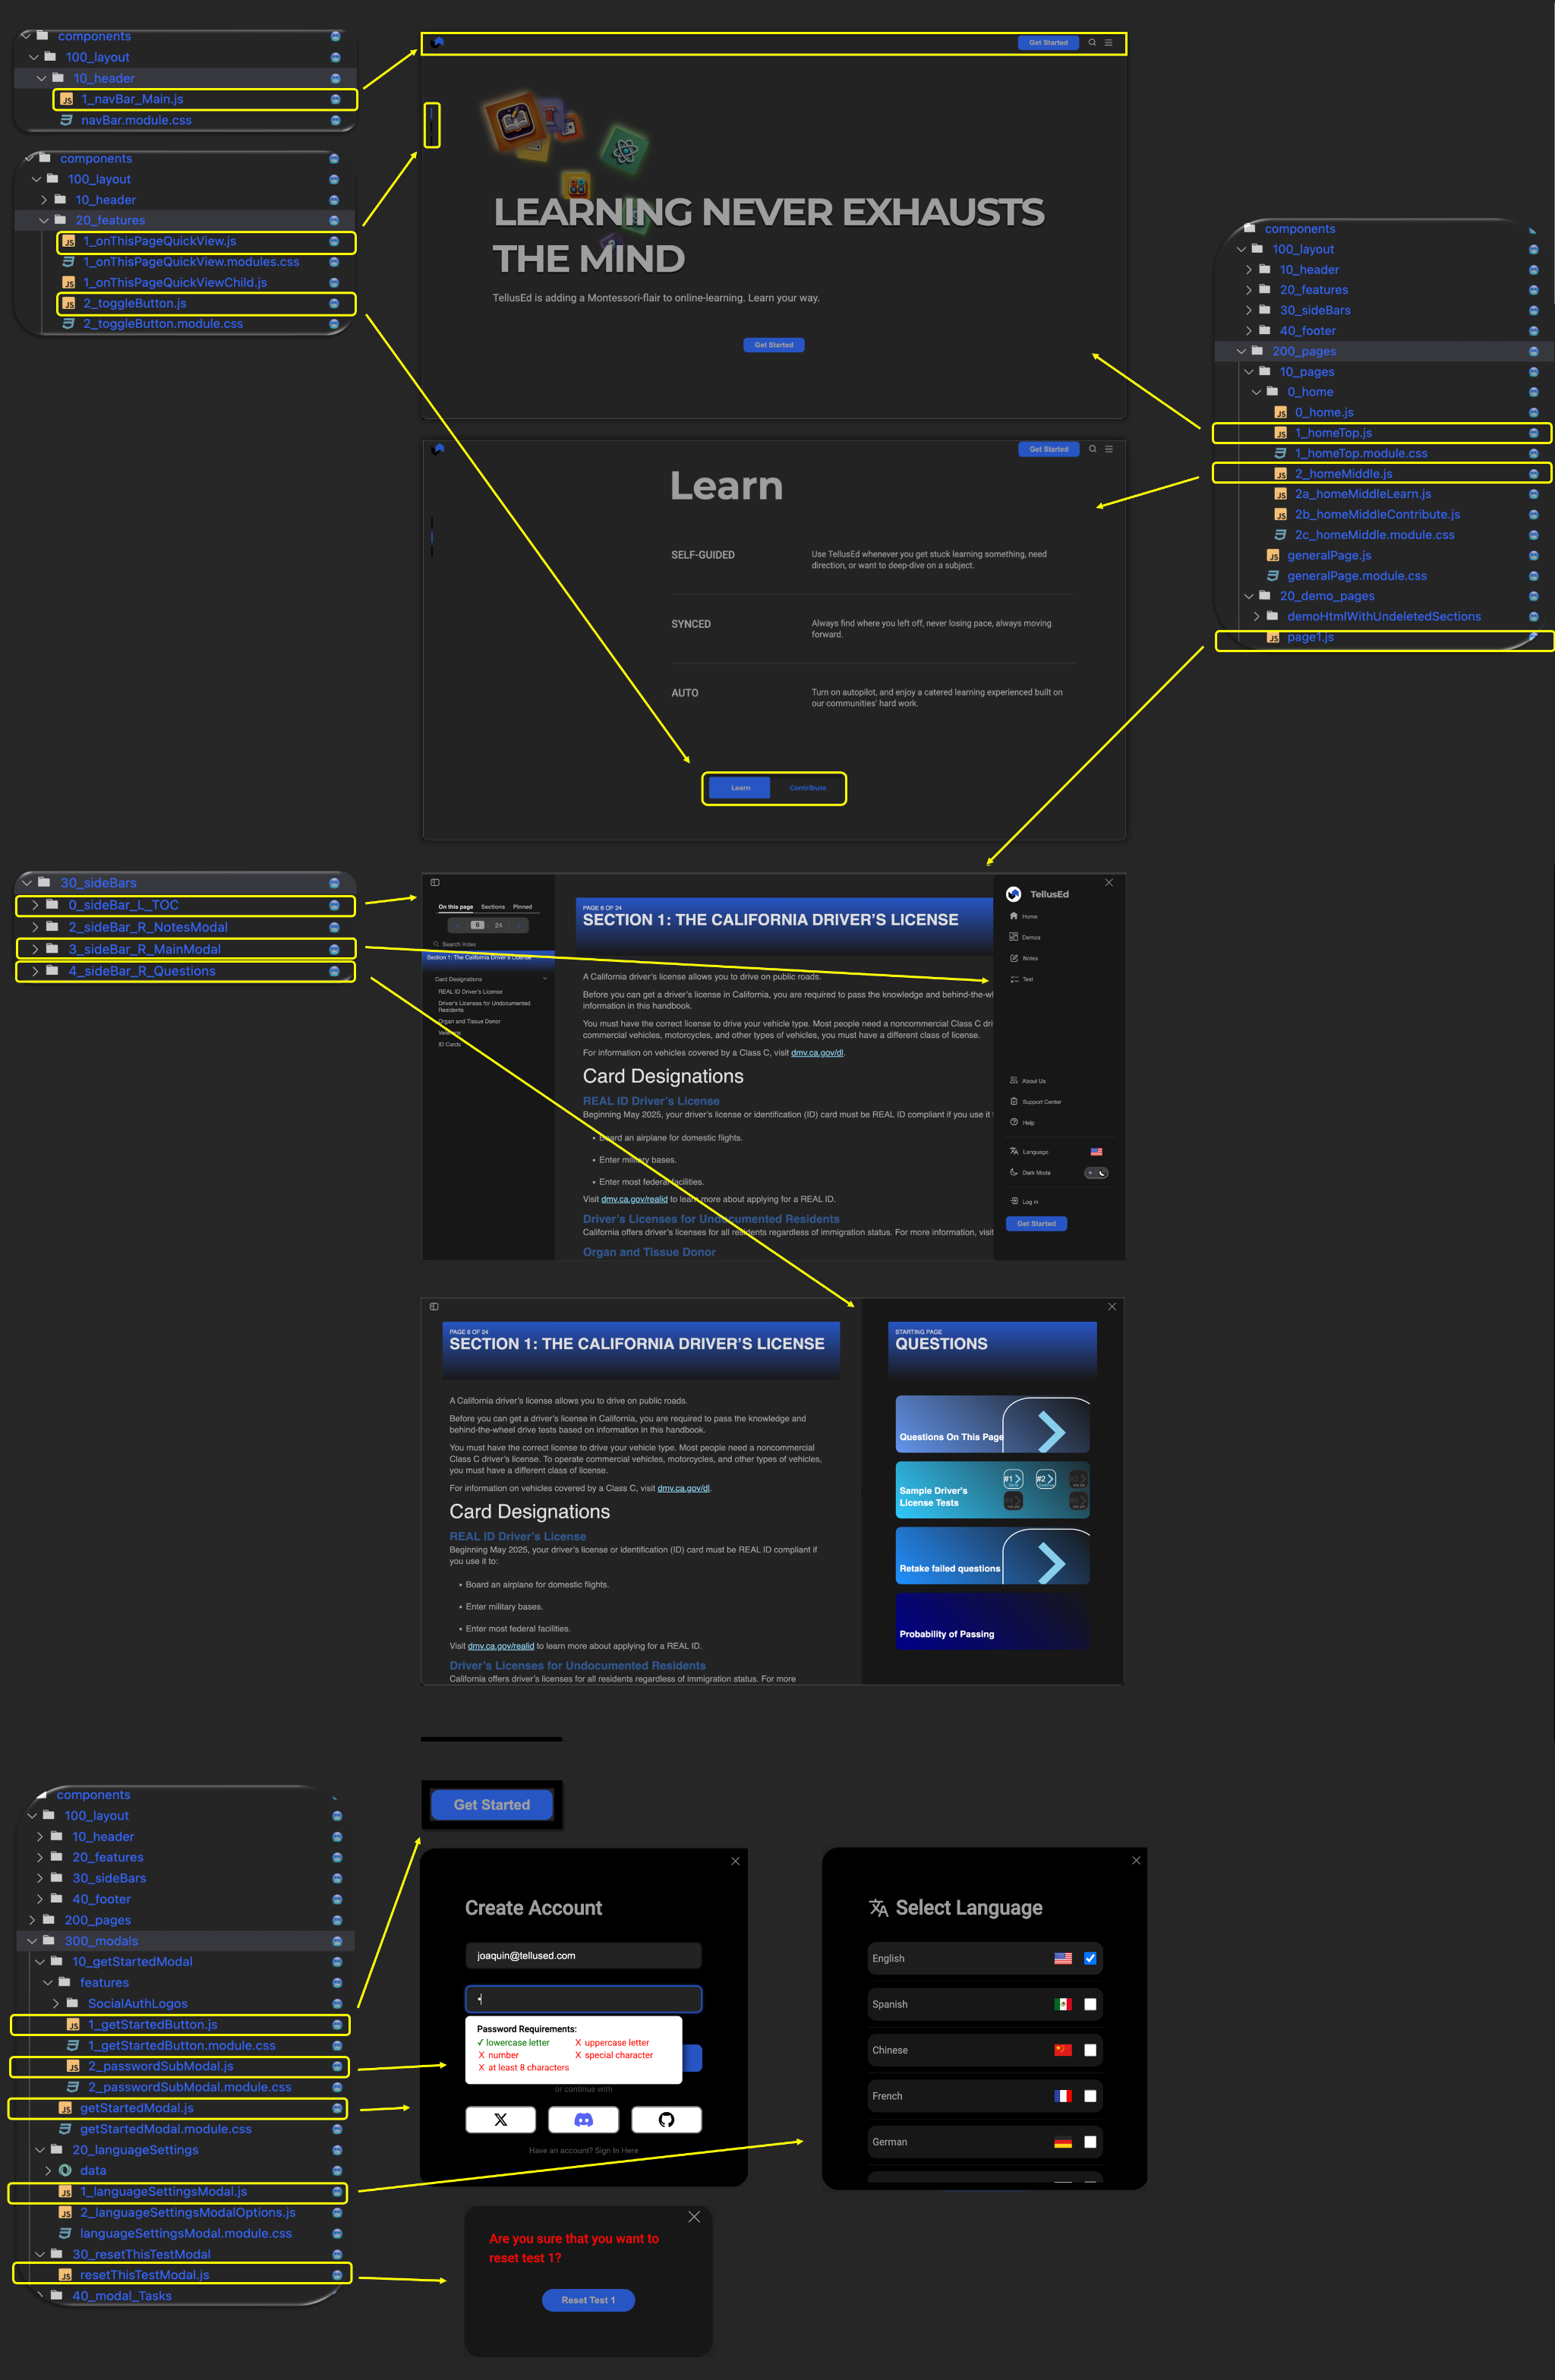 components
100_layout
10_header
1_navBar_Main.js
navBar.module.css
components
100_layout
10_header
20_features
1_onThisPageQuickView.js
1_onThisPageQuickView.modules.css
1_onThisPageQuickViewChild.js
2_toggleButton.js
2_toggleButton.module.css
Get Started
LEARNING NEVER EXHAUSTS
THE MIND
TellusEd is adding a Montessori-flair to online-learning. Learn your way.
Get Started
components
100_layout
10_header
20_features
30_sideBars
40_footer
200_pages
10_pages
0_home
0_home.js
1_homeTop.js
1_homeTop.module.css
2_homeMiddle.js
2a_homeMiddleLearn.js
2b_homeMiddleContribute.js
2c_homeMiddle.module.css
generalPage.js
generalPage.module.css
20_demo_pages
demoHtmlWithUndeletedSections
page1.js
Get Started
Learn
SELF-GUIDED
Use TellusEd whenever you get stuck learning something, need
direction, or want to deep-dive on a subject.
SYNCED
Always find where you left off, never losing pace, always moving
forward.
AUTO
Turn on autopilot, and enjoy a catered learning experienced built on
our communities' hard work.
Learn Contribute
30_sideBars
0_sideBar_L_TOC
2_sideBar_R_NotesModal
3_sideBar_R_MainModal
4_sideBar_R_Questions
On this page Sections Pinned
6 24
Search Index
Section 1: The California Driver's License
Card Designations
REAL ID Driver's License
Driver's Licenses for Undocumented
Residents
Organ and Tissue Donor
Veterans
ID Cards
PAGE 6 OF 24
SECTION 1: THE CALIFORNIA DRIVER'S LICENSE
A California driver's license allows you to drive on public roads.
Before you can get a driver's license in California, you are required to pass the knowledge and behind-the-wh
information in this handbook.
You must have the correct license to drive your vehicle type. Most people need a noncommercial Class C dri
commercial vehicles, motorcycles, and other types of vehicles, you must have a different class of license.
For information on vehicles covered by a Class C, visit dmv.ca.gov/dl.
Card Designations
REAL ID Driver's License
Beginning May 2025, your driver's license or identification (ID) card must be REAL ID compliant if you use it
• Board an airplane for domestic flights.
• Enter military bases.
• Enter most federal facilities.
Visit dmv.ca.gov/realid to learn more about applying for a REAL ID.
Driver's Licenses for Undocumented Residents
California offers driver's licenses for all residents regardless of immigration status. For more information, visit
Organ and Tissue Donor
TellusEd
Home
Demos
Notes
Test
About Us
Support Center
Help
Language
Dark Mode
Log in
Get Started
PAGE 6 OF 24
SECTION 1: THE CALIFORNIA DRIVER'S LICENSE
A California driver's license allows you to drive on public roads.
Before you can get a driver's license in California, you are required to pass the knowledge and
behind-the-wheel drive tests based on information in this handbook.
You must have the correct license to drive your vehicle type. Most people need a noncommercial
Class C driver's license. To operate commercial vehicles, motorcycles, and other types of vehicles,
you must have a different class of license.
For information on vehicles covered by a Class C, visit dmv.ca.gov/dl.
Card Designations
REAL ID Driver's License
Beginning May 2025, your driver's license or identification (ID) card must be REAL ID compliant if
you use it to:
• Board an airplane for domestic flights.
• Enter military bases.
• Enter most federal facilities.
Visit dmv.ca.gov/realid to learn more about applying for a REAL ID.
Driver's Licenses for Undocumented Residents
California offers driver's licenses for all residents regardless of immigration status. For more
STARTING PAGE
QUESTIONS
Questions On This Page
Sample Driver's
License Tests
#1
#2
Retake failed questions
Probability of Passing
components
100_layout
10_header
20_features
30_sideBars
40_footer
200_pages
300_modals
10_getStartedModal
features
SocialAuthLogos
1_getStartedButton.js
1_getStartedButton.module.css
2_passwordSubModal.js
2_passwordSubModal.module.css
getStartedModal.js
getStartedModal.module.css
20_languageSettings
data
1_languageSettingsModal.js
2_languageSettingsModalOptions.js
languageSettingsModal.module.css
30_resetThisTestModal
resetThisTestModal.js
40_modal_Tasks
Get Started
Create Account
joaquin@tellused.com
Password Requirements:
✓ lowercase letter X uppercase letter
X number X special character
X at least 8 characters
or continue with
Have an account? Sign In Here
Select Language
English
Spanish
Chinese
French
German
Are you sure that you want to
reset test 1?
Reset Test 1